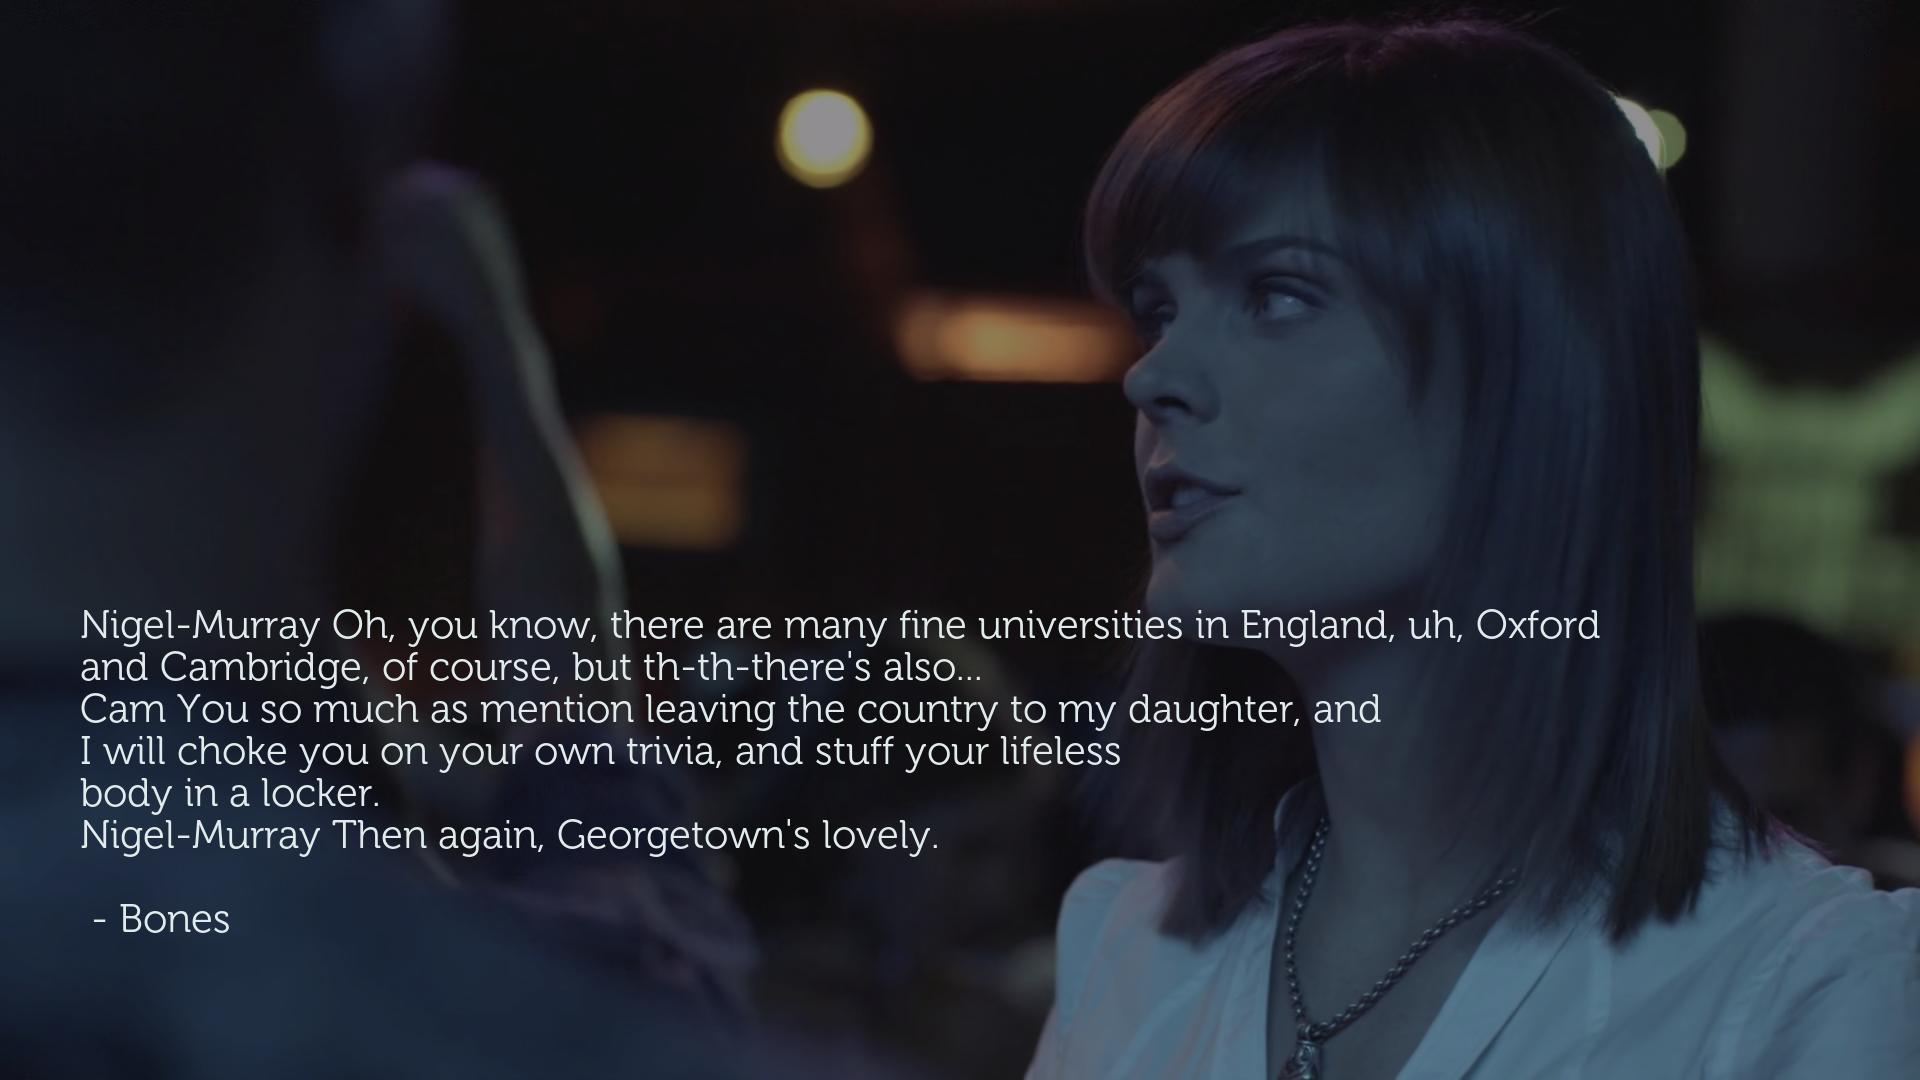 Nigel-Murray Oh, you know, there are many fine universities in England, uh, Oxford
and Cambridge, of course, but th-th-there's also...
Cam You so much as mention leaving the country to my daughter, and
I will choke you on your own trivia, and stuff your lifeless
body in a locker.
Nigel-Murray Then again, Georgetown's lovely.
- Bones